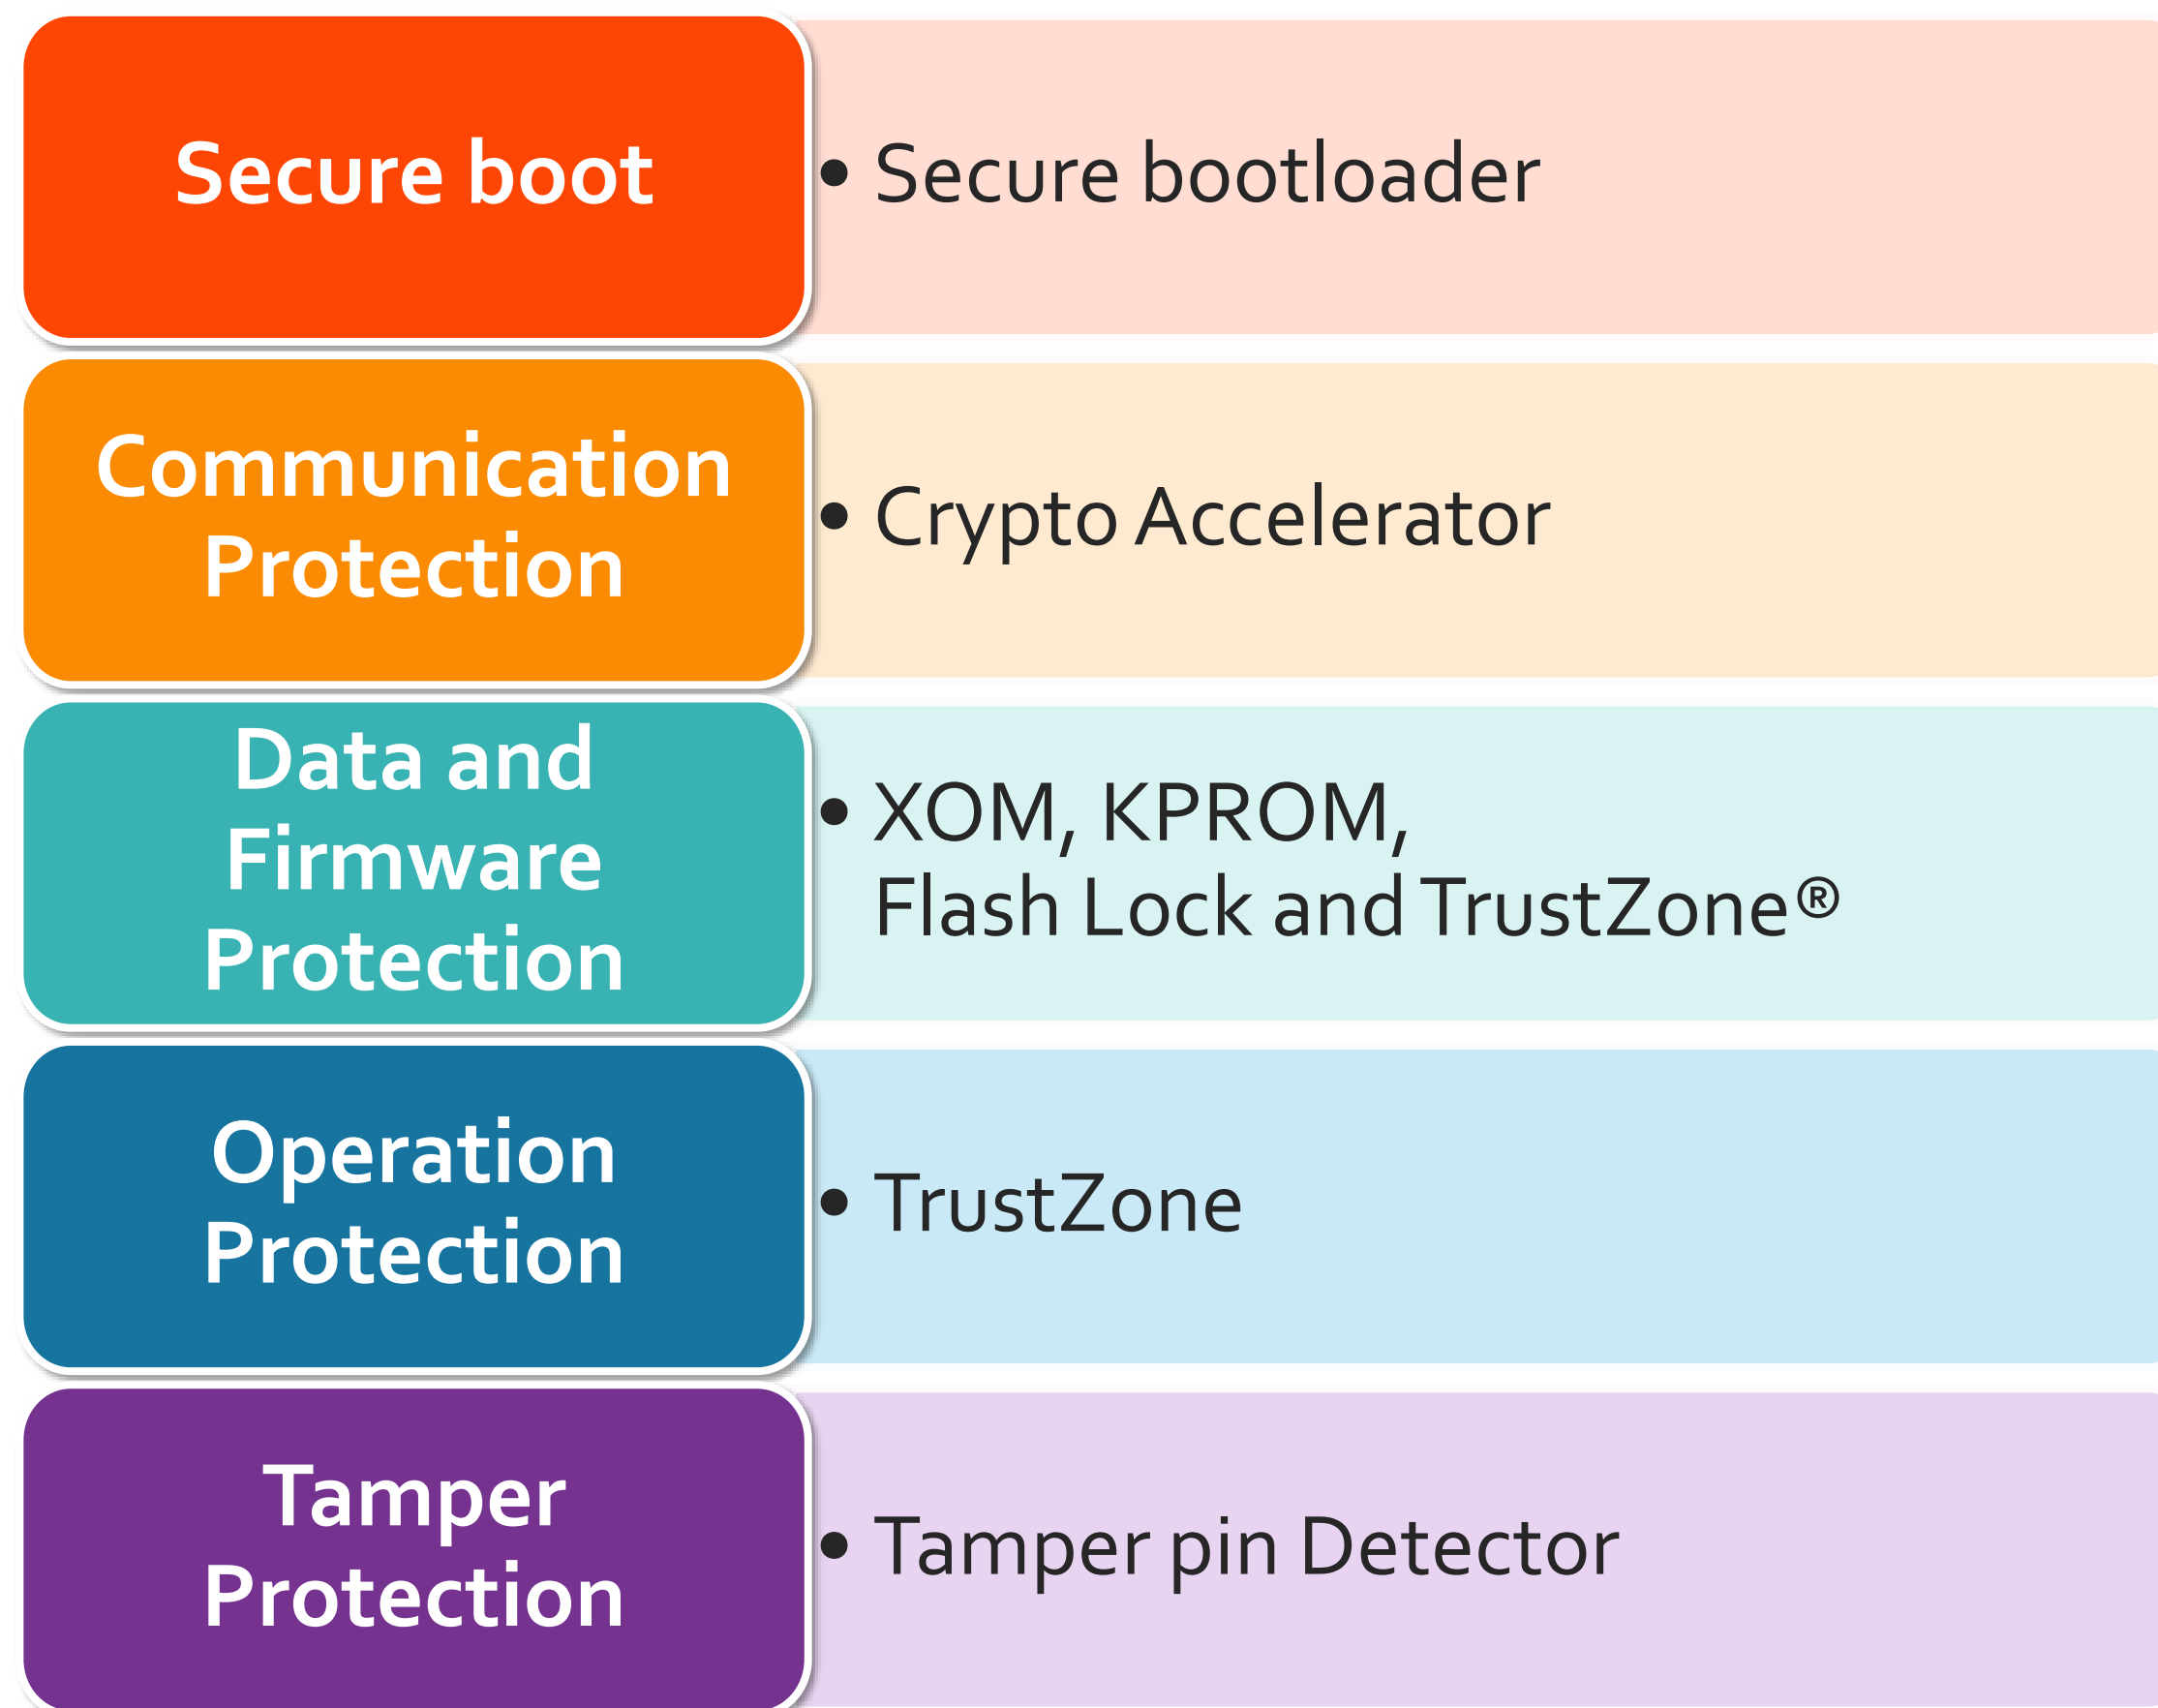 Secure boot
• Secure bootloader
Communication
Protection
• Crypto Accelerator
Data and
Firmware
Protection
• XOM, KPROM,
Flash Lock and TrustZone®
Operation
Protection
• TrustZone
Tamper
Protection
• Tamper pin Detector